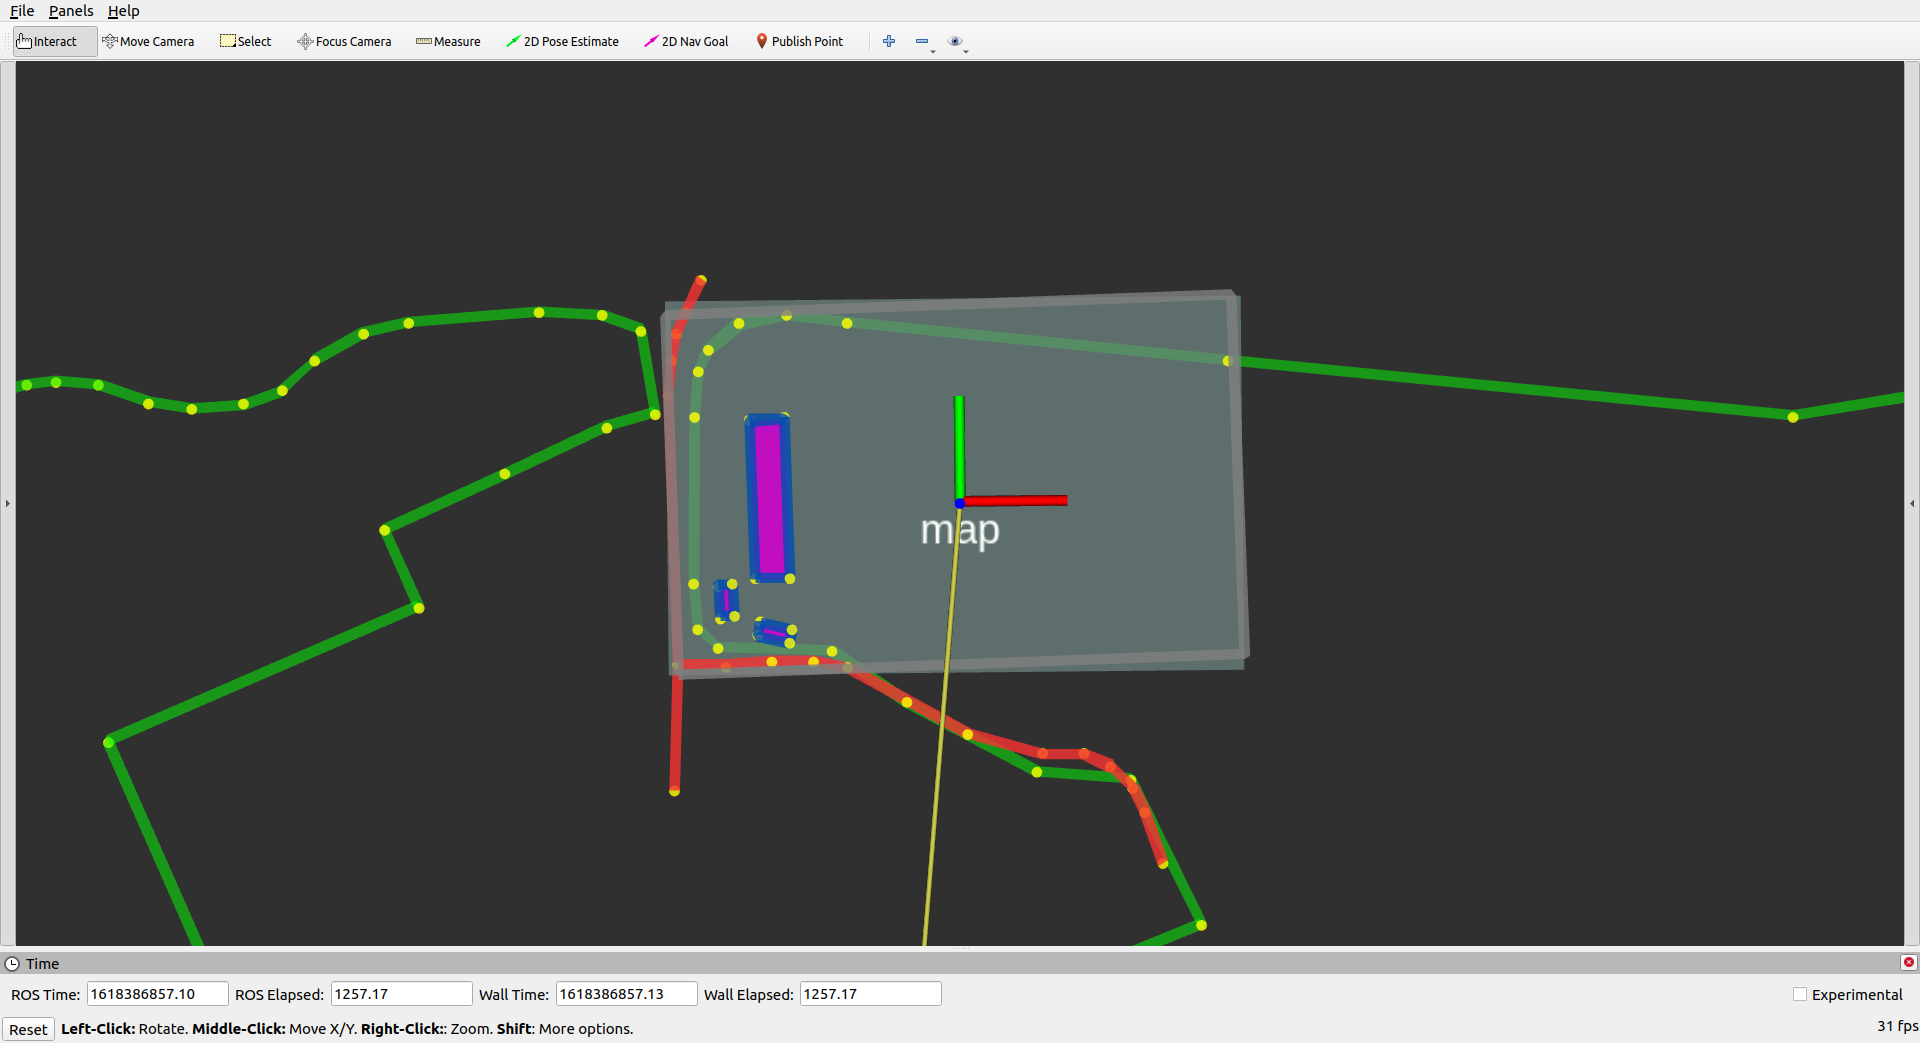 File Panels Help
Interact Move Camera Select Focus Camera Measure 2D Pose Estimate 2D Nav Goal Publish Point
map
Time
ROS Time: 1618386857.10 ROS Elapsed: 1257.17 Wall Time: 1618386857.13 Wall Elapsed: 1257.17 Experimental
Reset Left-Click: Rotate. Middle-Click: Move X/Y. Right-Click:: Zoom. Shift: More options. 31 fps